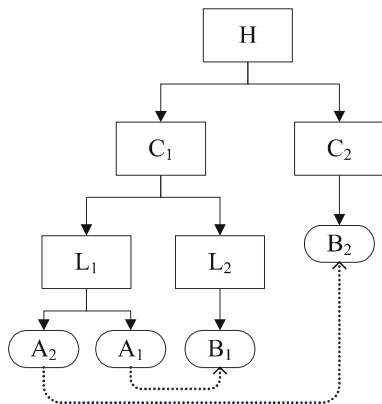 H
C₁ C₂
B₂
L₁ L₂
A₂ A₁ B₁